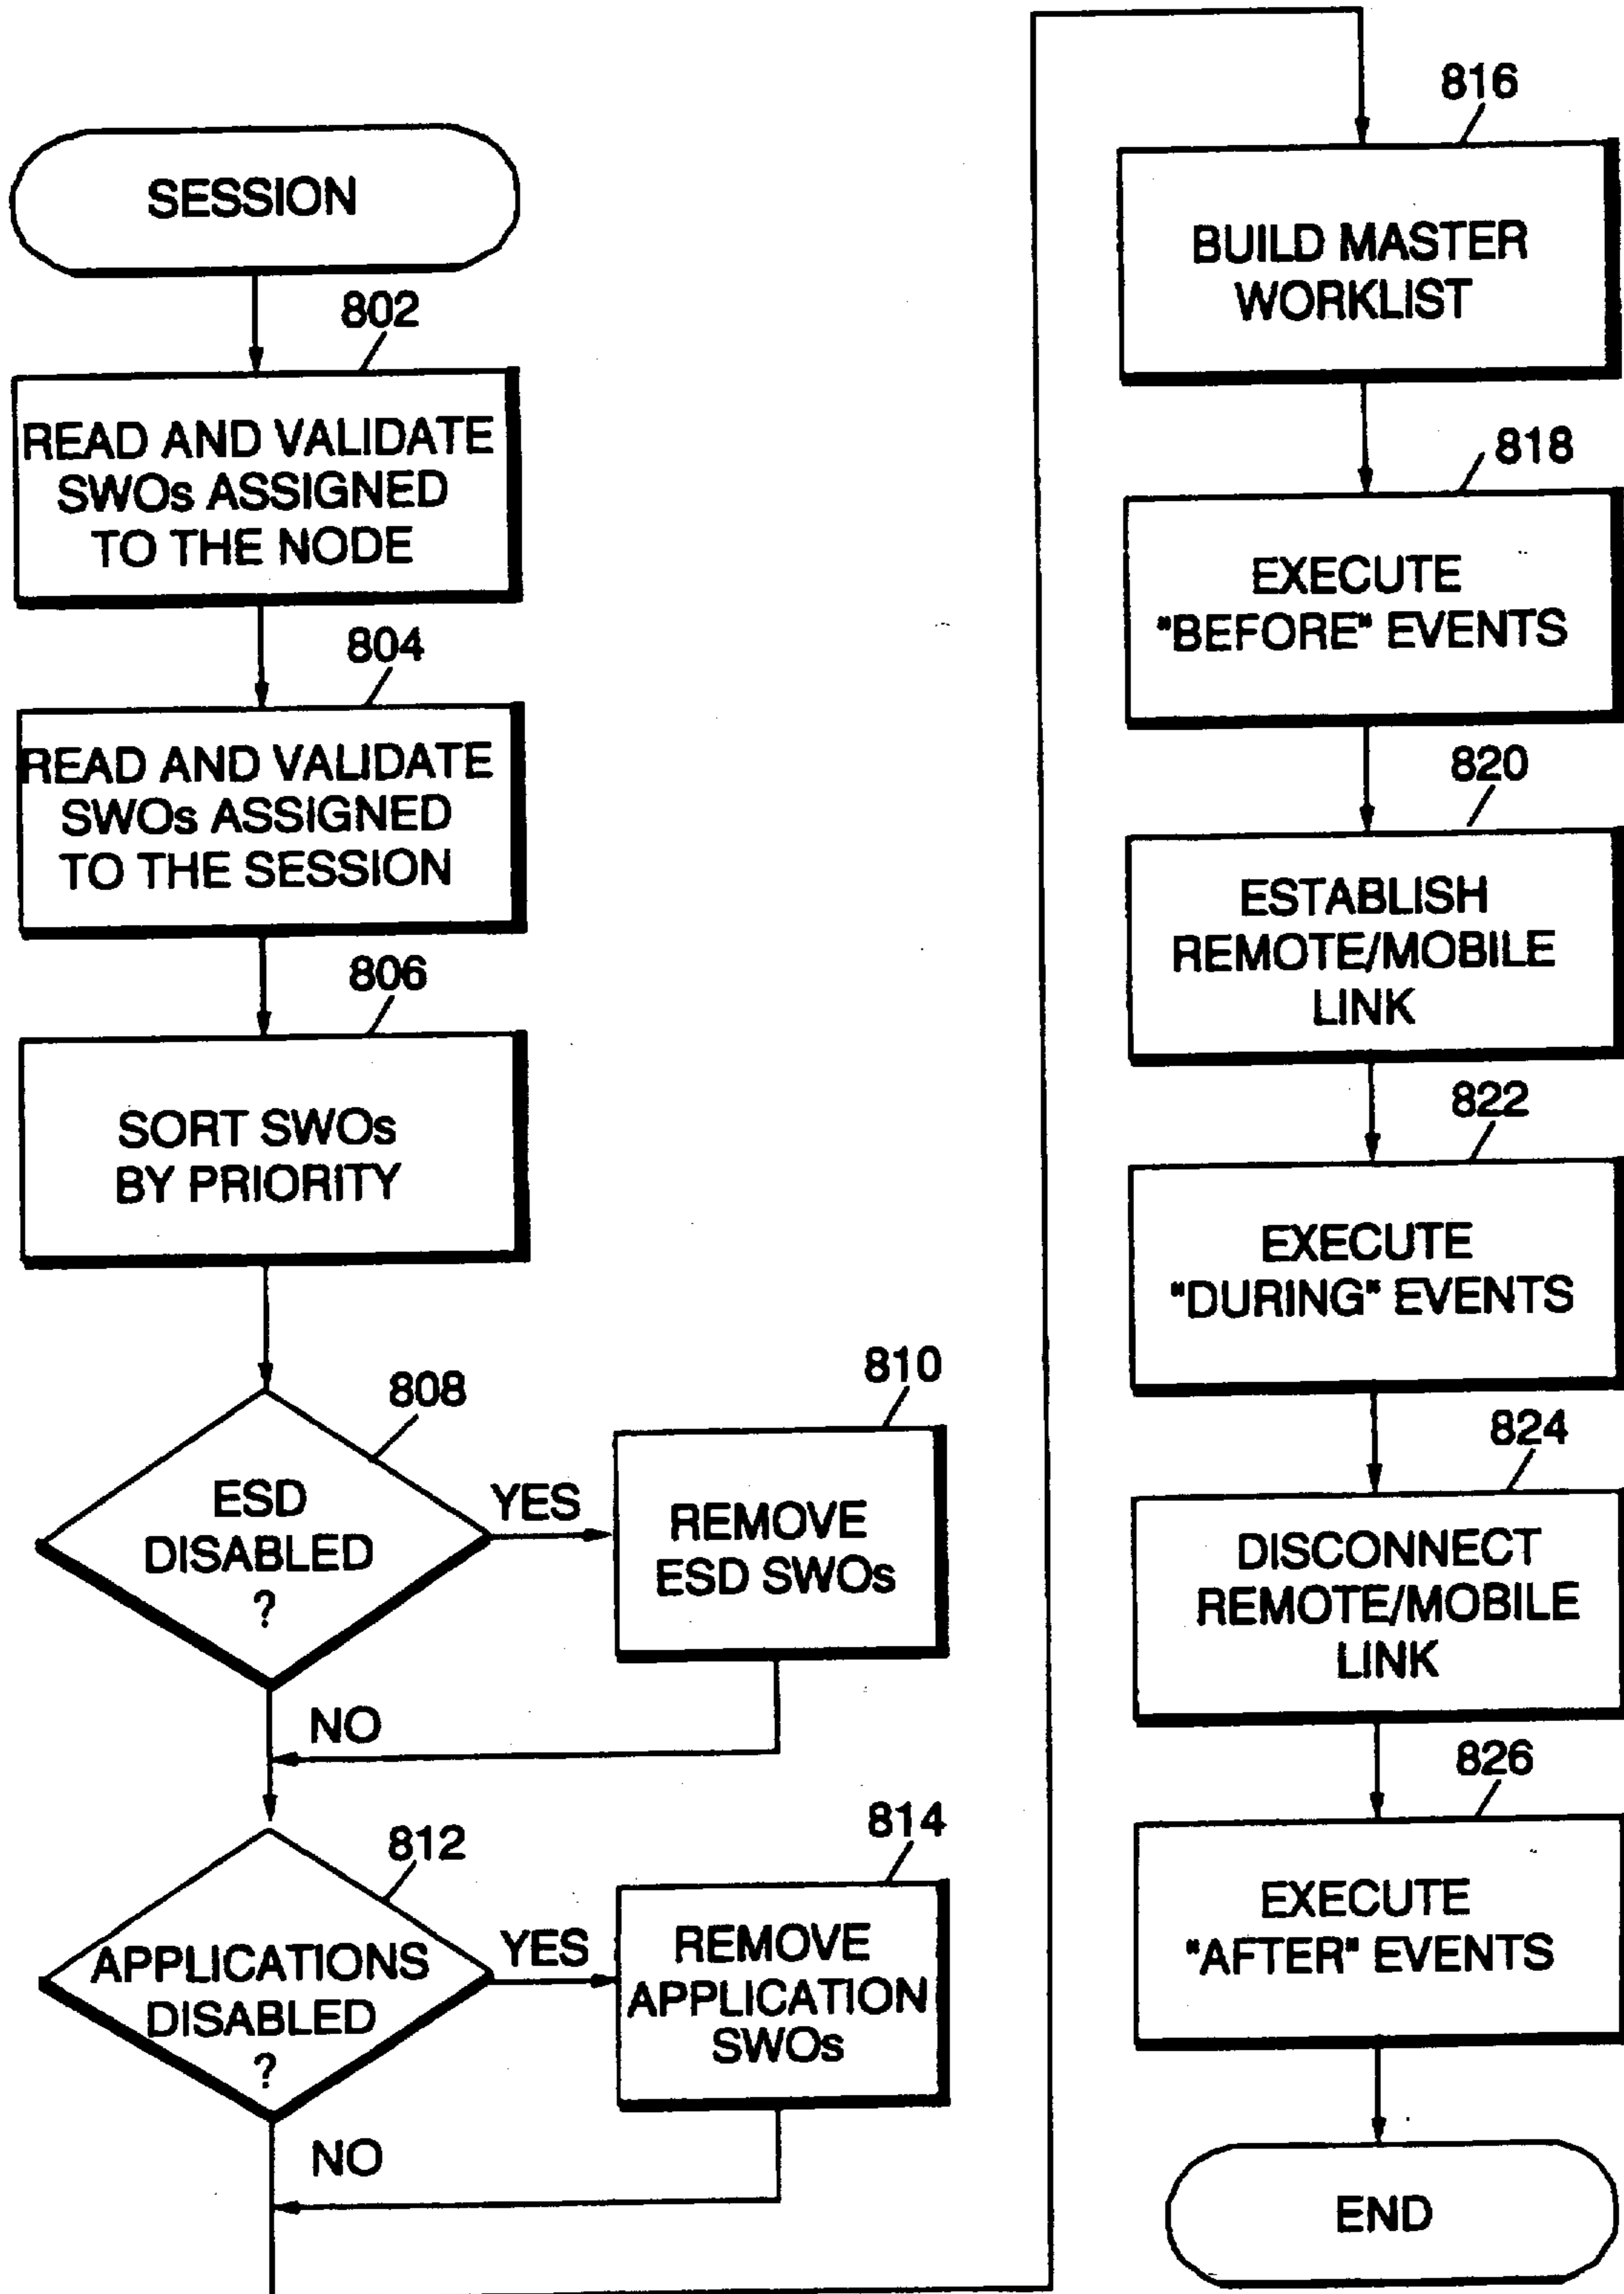 SESSION
802
READ AND VALIDATE
SWOs ASSIGNED
TO THE NODE
804
READ AND VALIDATE
SWOs ASSIGNED
TO THE SESSION
806
SORT SWOs
BY PRIORITY
808
ESD
DISABLED
?
YES
810
REMOVE
ESD SWOs
NO
812
APPLICATIONS
DISABLED
?
YES
814
REMOVE
APPLICATION
SWOs
NO
816
BUILD MASTER
WORKLIST
818
EXECUTE
"BEFORE" EVENTS
820
ESTABLISH
REMOTE/MOBILE
LINK
822
EXECUTE
"DURING" EVENTS
824
DISCONNECT
REMOTE/MOBILE
LINK
826
EXECUTE
"AFTER" EVENTS
END